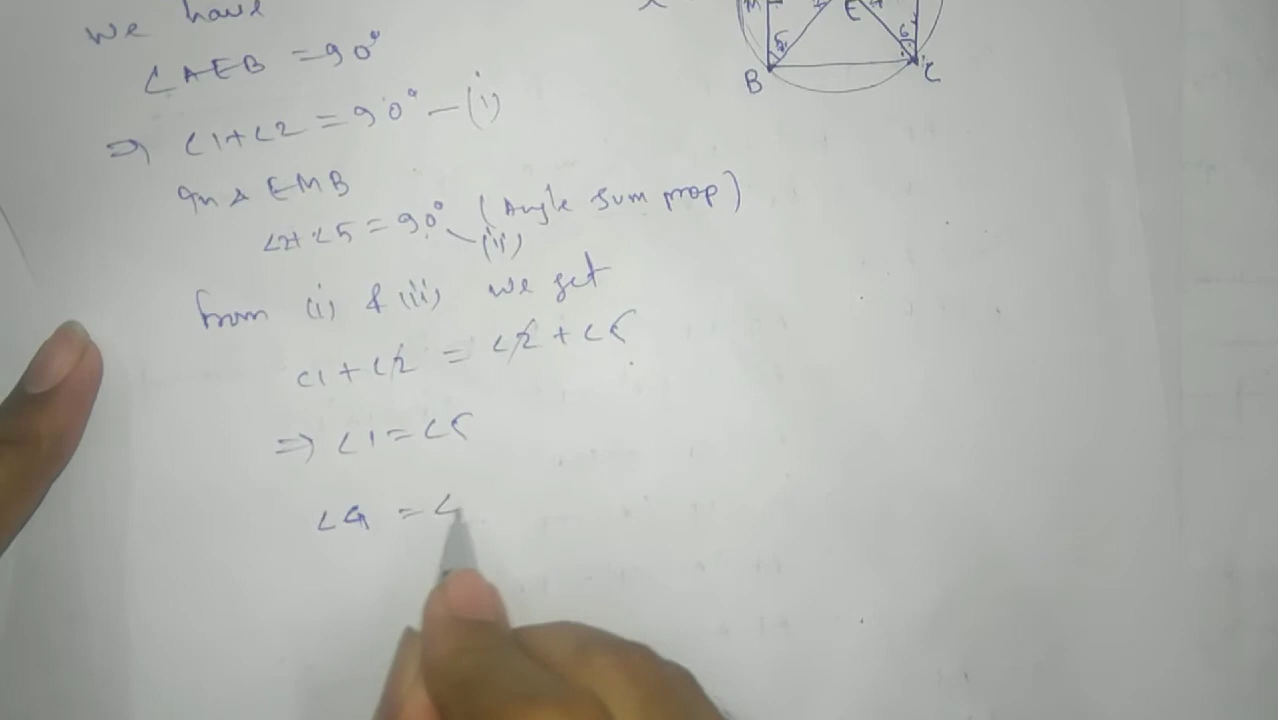 We have
∠AEB = 90°
⇒ ∠1+∠2 = 90° — (i)
In Δ EMB
∠2+∠5 = 90° (Angle sum prop)
— (ii)
from (i) & (ii) we get
∠1 + ∠2 = ∠2 + ∠5
⇒ ∠1 = ∠5
∠4 = ∠
M E
5 6
B C